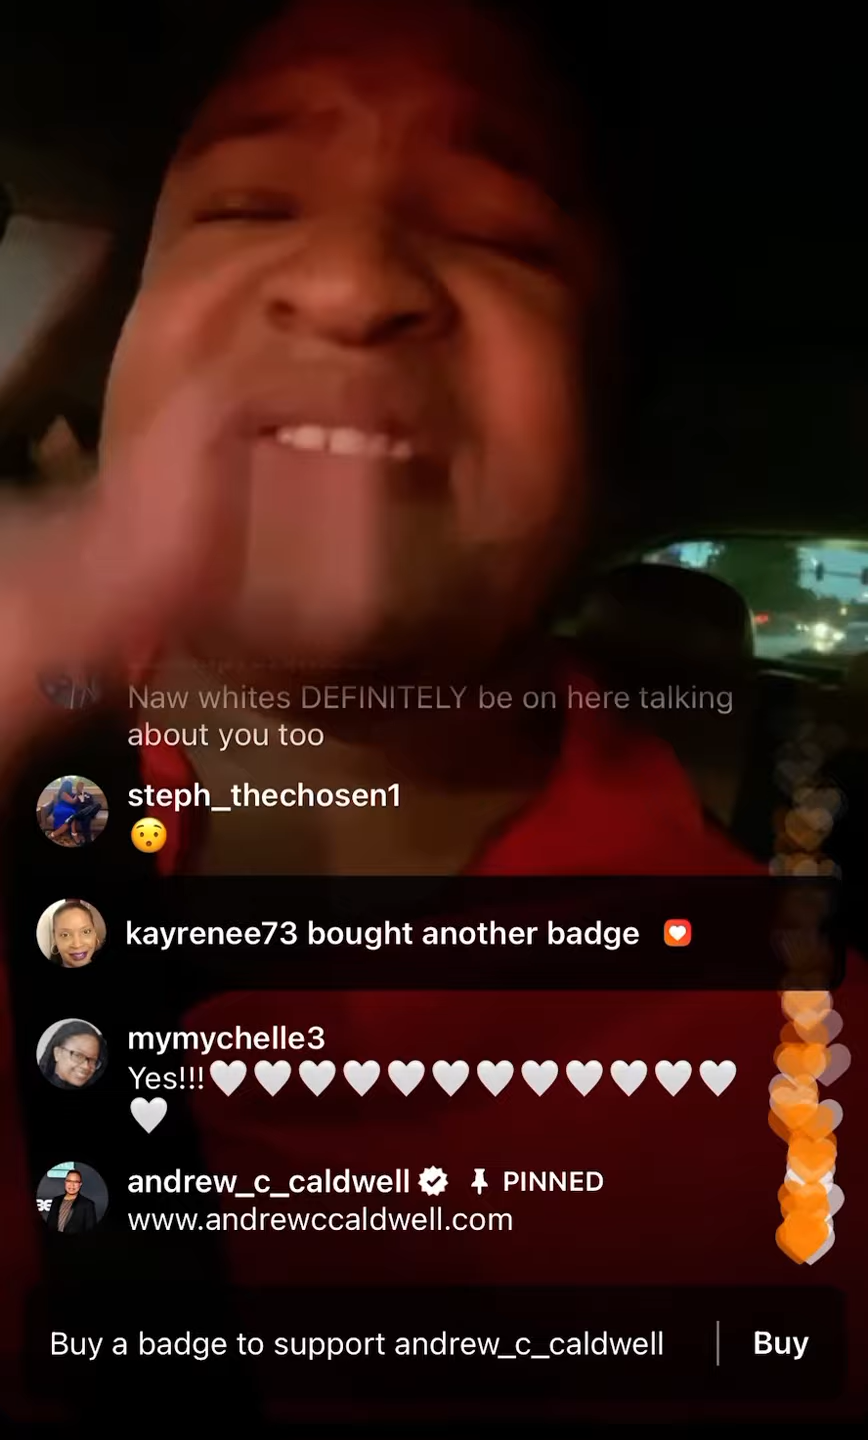 Naw whites DEFINITELY be on here talking
about you too
steph_thechosen1
😯
kayrenee73 bought another badge
mymychelle3
Yes!!!🤍🤍🤍🤍🤍🤍🤍🤍🤍🤍🤍🤍
🤍
andrew_c_caldwell PINNED
www.andrewccaldwell.com
Buy a badge to support andrew_c_caldwell | Buy